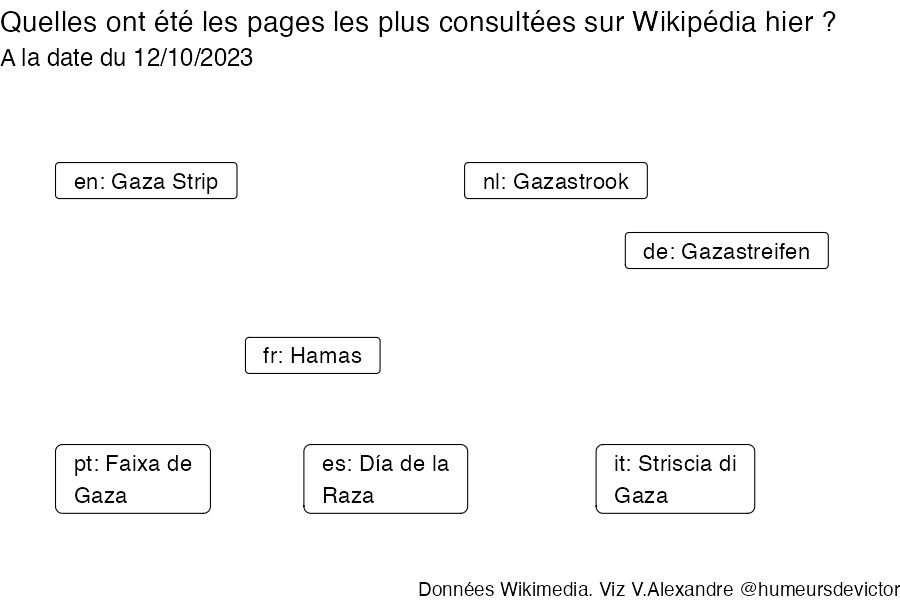 Quelles ont été les pages les plus consultées sur Wikipédia hier ?
A la date du 12/10/2023
en: Gaza Strip
nl: Gazastrook
de: Gazastreifen
fr: Hamas
pt: Faixa de
Gaza
es: Día de la
Raza
it: Striscia di
Gaza
Données Wikimedia. Viz V.Alexandre @humeursdevictor